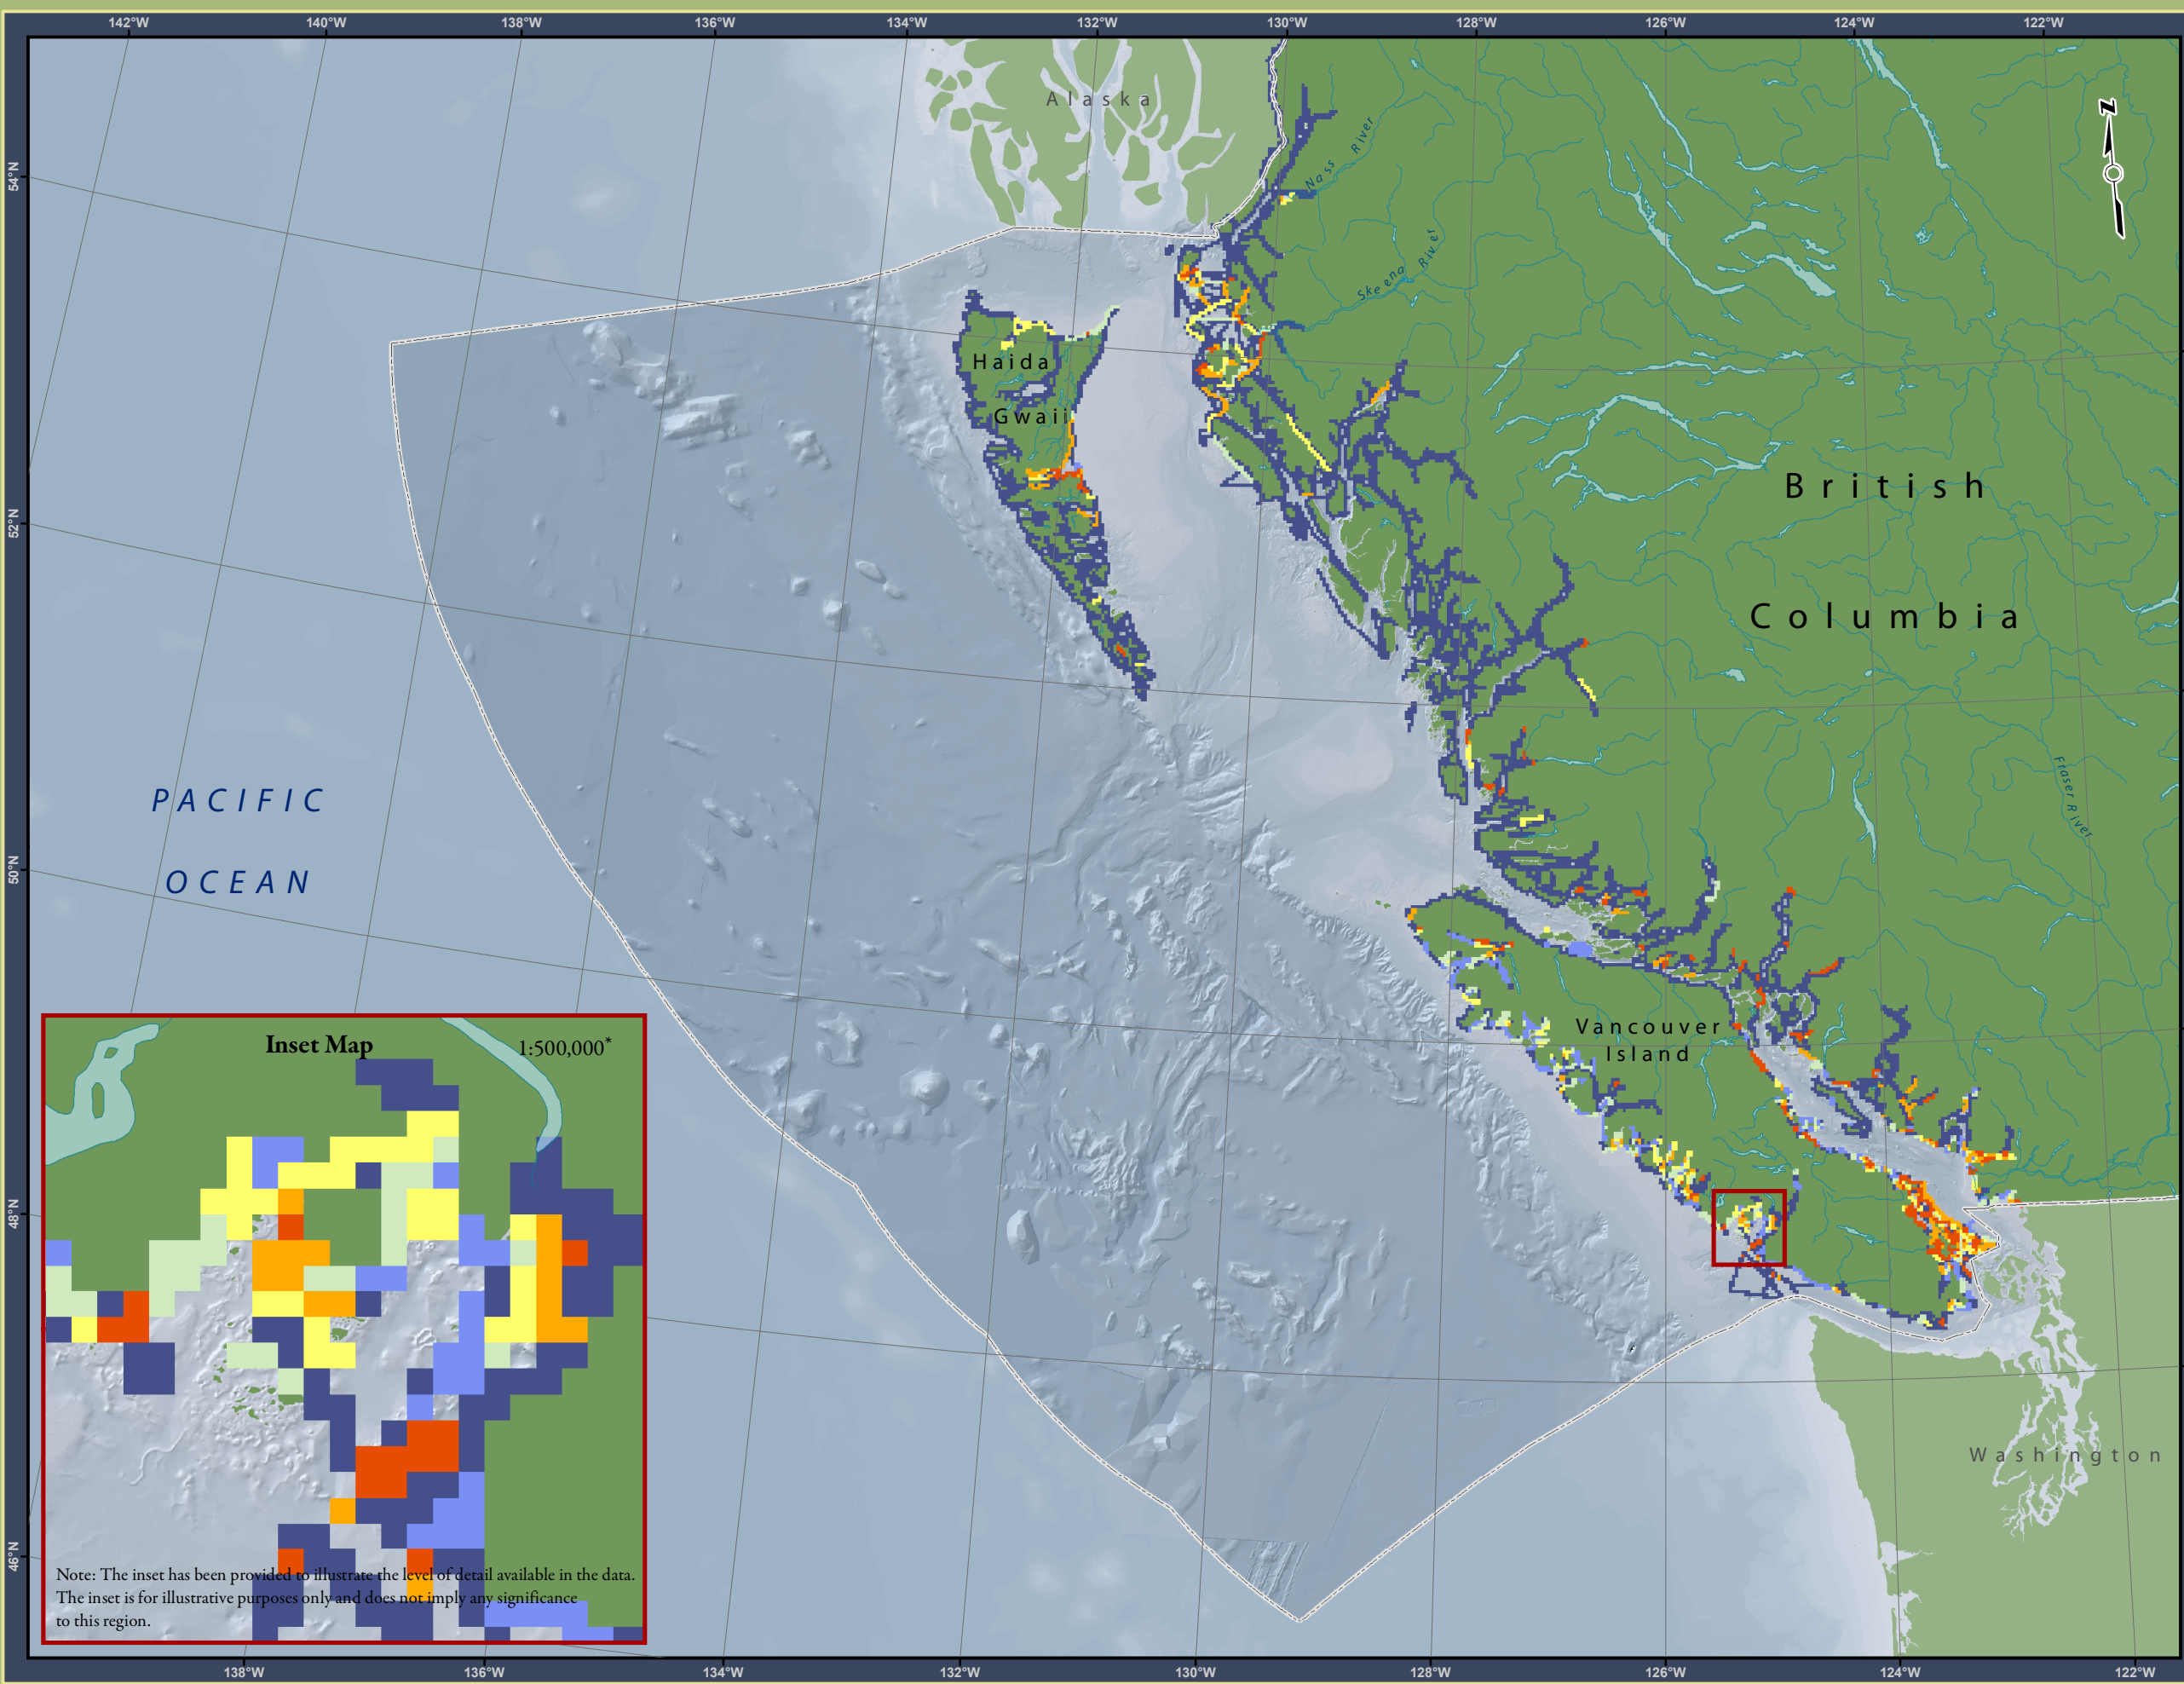 142°W 140°W 138°W 136°W 134°W 132°W 130°W 128°W 126°W 124°W 122°W
Alaska
N
54°N
Nass River
Skeena River
Haida
Gwaii
British
Columbia
52°N
PACIFIC
OCEAN
Fraser River
50°N
Vancouver
Island
Inset Map 1:500,000*
48°N
Washington
46°N
Note: The inset has been provided to illustrate the level of detail available in the data.
The inset is for illustrative purposes only and does not imply any significance
to this region.
138°W 136°W 134°W 132°W 130°W 128°W 126°W 124°W 122°W